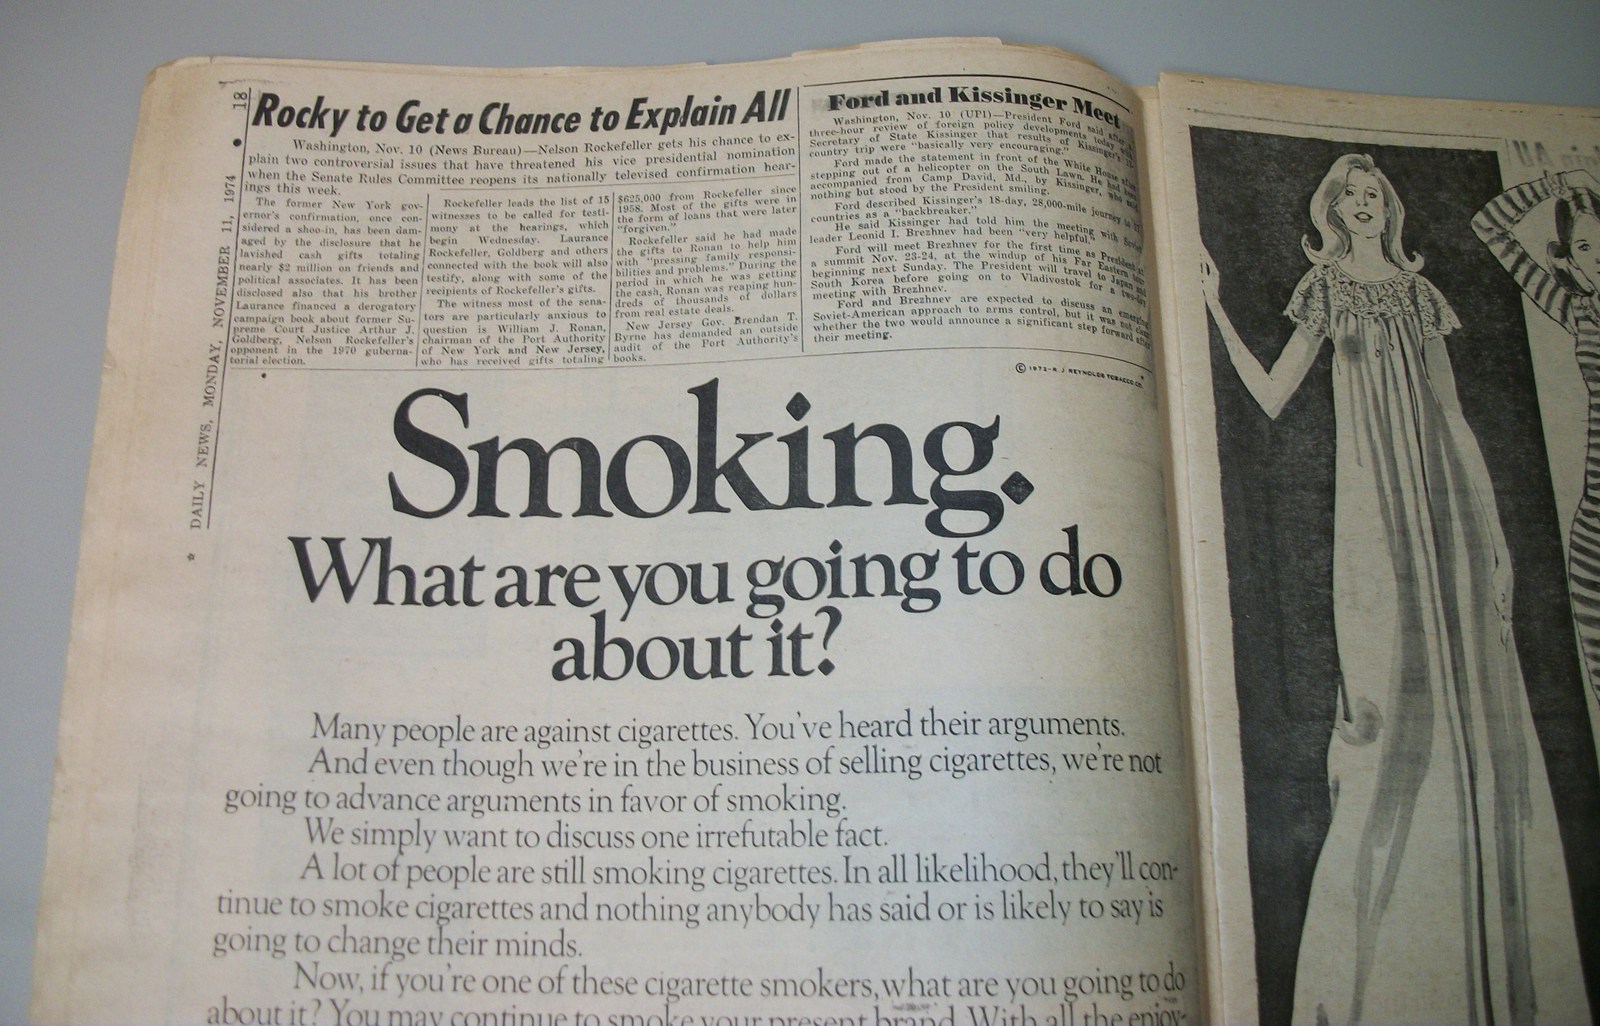 18 • DAILY NEWS, MONDAY, NOVEMBER 11, 1974
Rocky to Get a Chance to Explain All
Washington, Nov. 10 (News Bureau)—Nelson Rockefeller gets his chance to ex-
plain two controversial issues that have threatened his vice presidential nomination
when the Senate Rules Committee reopens its nationally televised confirmation hear-
ings this week.
The former New York gov-
ernor's confirmation, once con-
sidered a shoo-in, has been dam-
aged by the disclosure that he
lavished cash gifts totaling
nearly $2 million on friends and
political associates. It has been
disclosed also that his brother
Laurance financed a derogatory
campaign book about former Su-
preme Court Justice Arthur J.
Goldberg, Nelson Rockefeller's
opponent in the 1970 guberna-
torial election.
Rockefeller leads the list of 15
witnesses to be called for testi-
mony at the hearings, which
begin Wednesday. Laurance
Rockefeller, Goldberg and others
connected with the book will also
testify, along with some of the
recipients of Rockefeller's gifts.
The witness most of the sena-
tors are particularly anxious to
question is William J. Ronan,
chairman of the Port Authority
of New York and New Jersey,
who has received gifts totaling
$625,000 from Rockefeller since
1958. Most of the gifts were in
the form of loans that were later
"forgiven."
Rockefeller said he had made
the gifts to Ronan to help him
with "pressing family responsi-
bilities and problems." During the
period in which he was getting
the cash, Ronan was reaping hun-
dreds of thousands of dollars
from real estate deals.
New Jersey Gov. Brendan T.
Byrne has demanded an outside
audit of the Port Authority's
books.
Ford and Kissinger Meet
Washington, Nov. 10 (UPI)—President Ford said after a
three-hour review of foreign policy developments today with
Secretary of State Kissinger that results of Kissinger's
country trip were "basically very encouraging."
Ford made the statement in front of the White House after
stepping out of a helicopter on the South Lawn. He had been
accompanied from Camp David, Md., by Kissinger, who said
nothing but stood by the President smiling.
Ford described Kissinger's 18-day, 28,000-mile journey to
countries as a "backbreaker."
He said Kissinger had told him the meeting with Soviet
leader Leonid I. Brezhnev had been "very helpful."
Ford will meet Brezhnev for the first time as President at
a summit Nov. 23-24, at the windup of his Far Eastern tour
beginning next Sunday. The President will travel to Japan and
South Korea before going on to Vladivostok for a two-day
meeting with Brezhnev.
Ford and Brezhnev are expected to discuss an emerging
Soviet-American approach to arms control, but it was not clear
whether the two would announce a significant step forward after
their meeting.
© 1972—R. J. REYNOLDS TOBACCO CO.
Smoking.
What are you going to do
about it?
Many people are against cigarettes. You've heard their arguments.
And even though we're in the business of selling cigarettes, we're not
going to advance arguments in favor of smoking.
We simply want to discuss one irrefutable fact.
A lot of people are still smoking cigarettes. In all likelihood, they'll con-
tinue to smoke cigarettes and nothing anybody has said or is likely to say is
going to change their minds.
Now, if you're one of these cigarette smokers, what are you going to do
about it? You may continue to smoke your present brand. With all the enjoy-